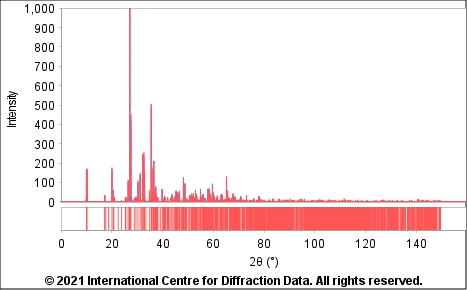 1,000
900
800
700
600
500
400
300
200
100
0
Intensity
0 20 40 60 80 100 120 140
2θ (°)
© 2021 International Centre for Diffraction Data. All rights reserved.